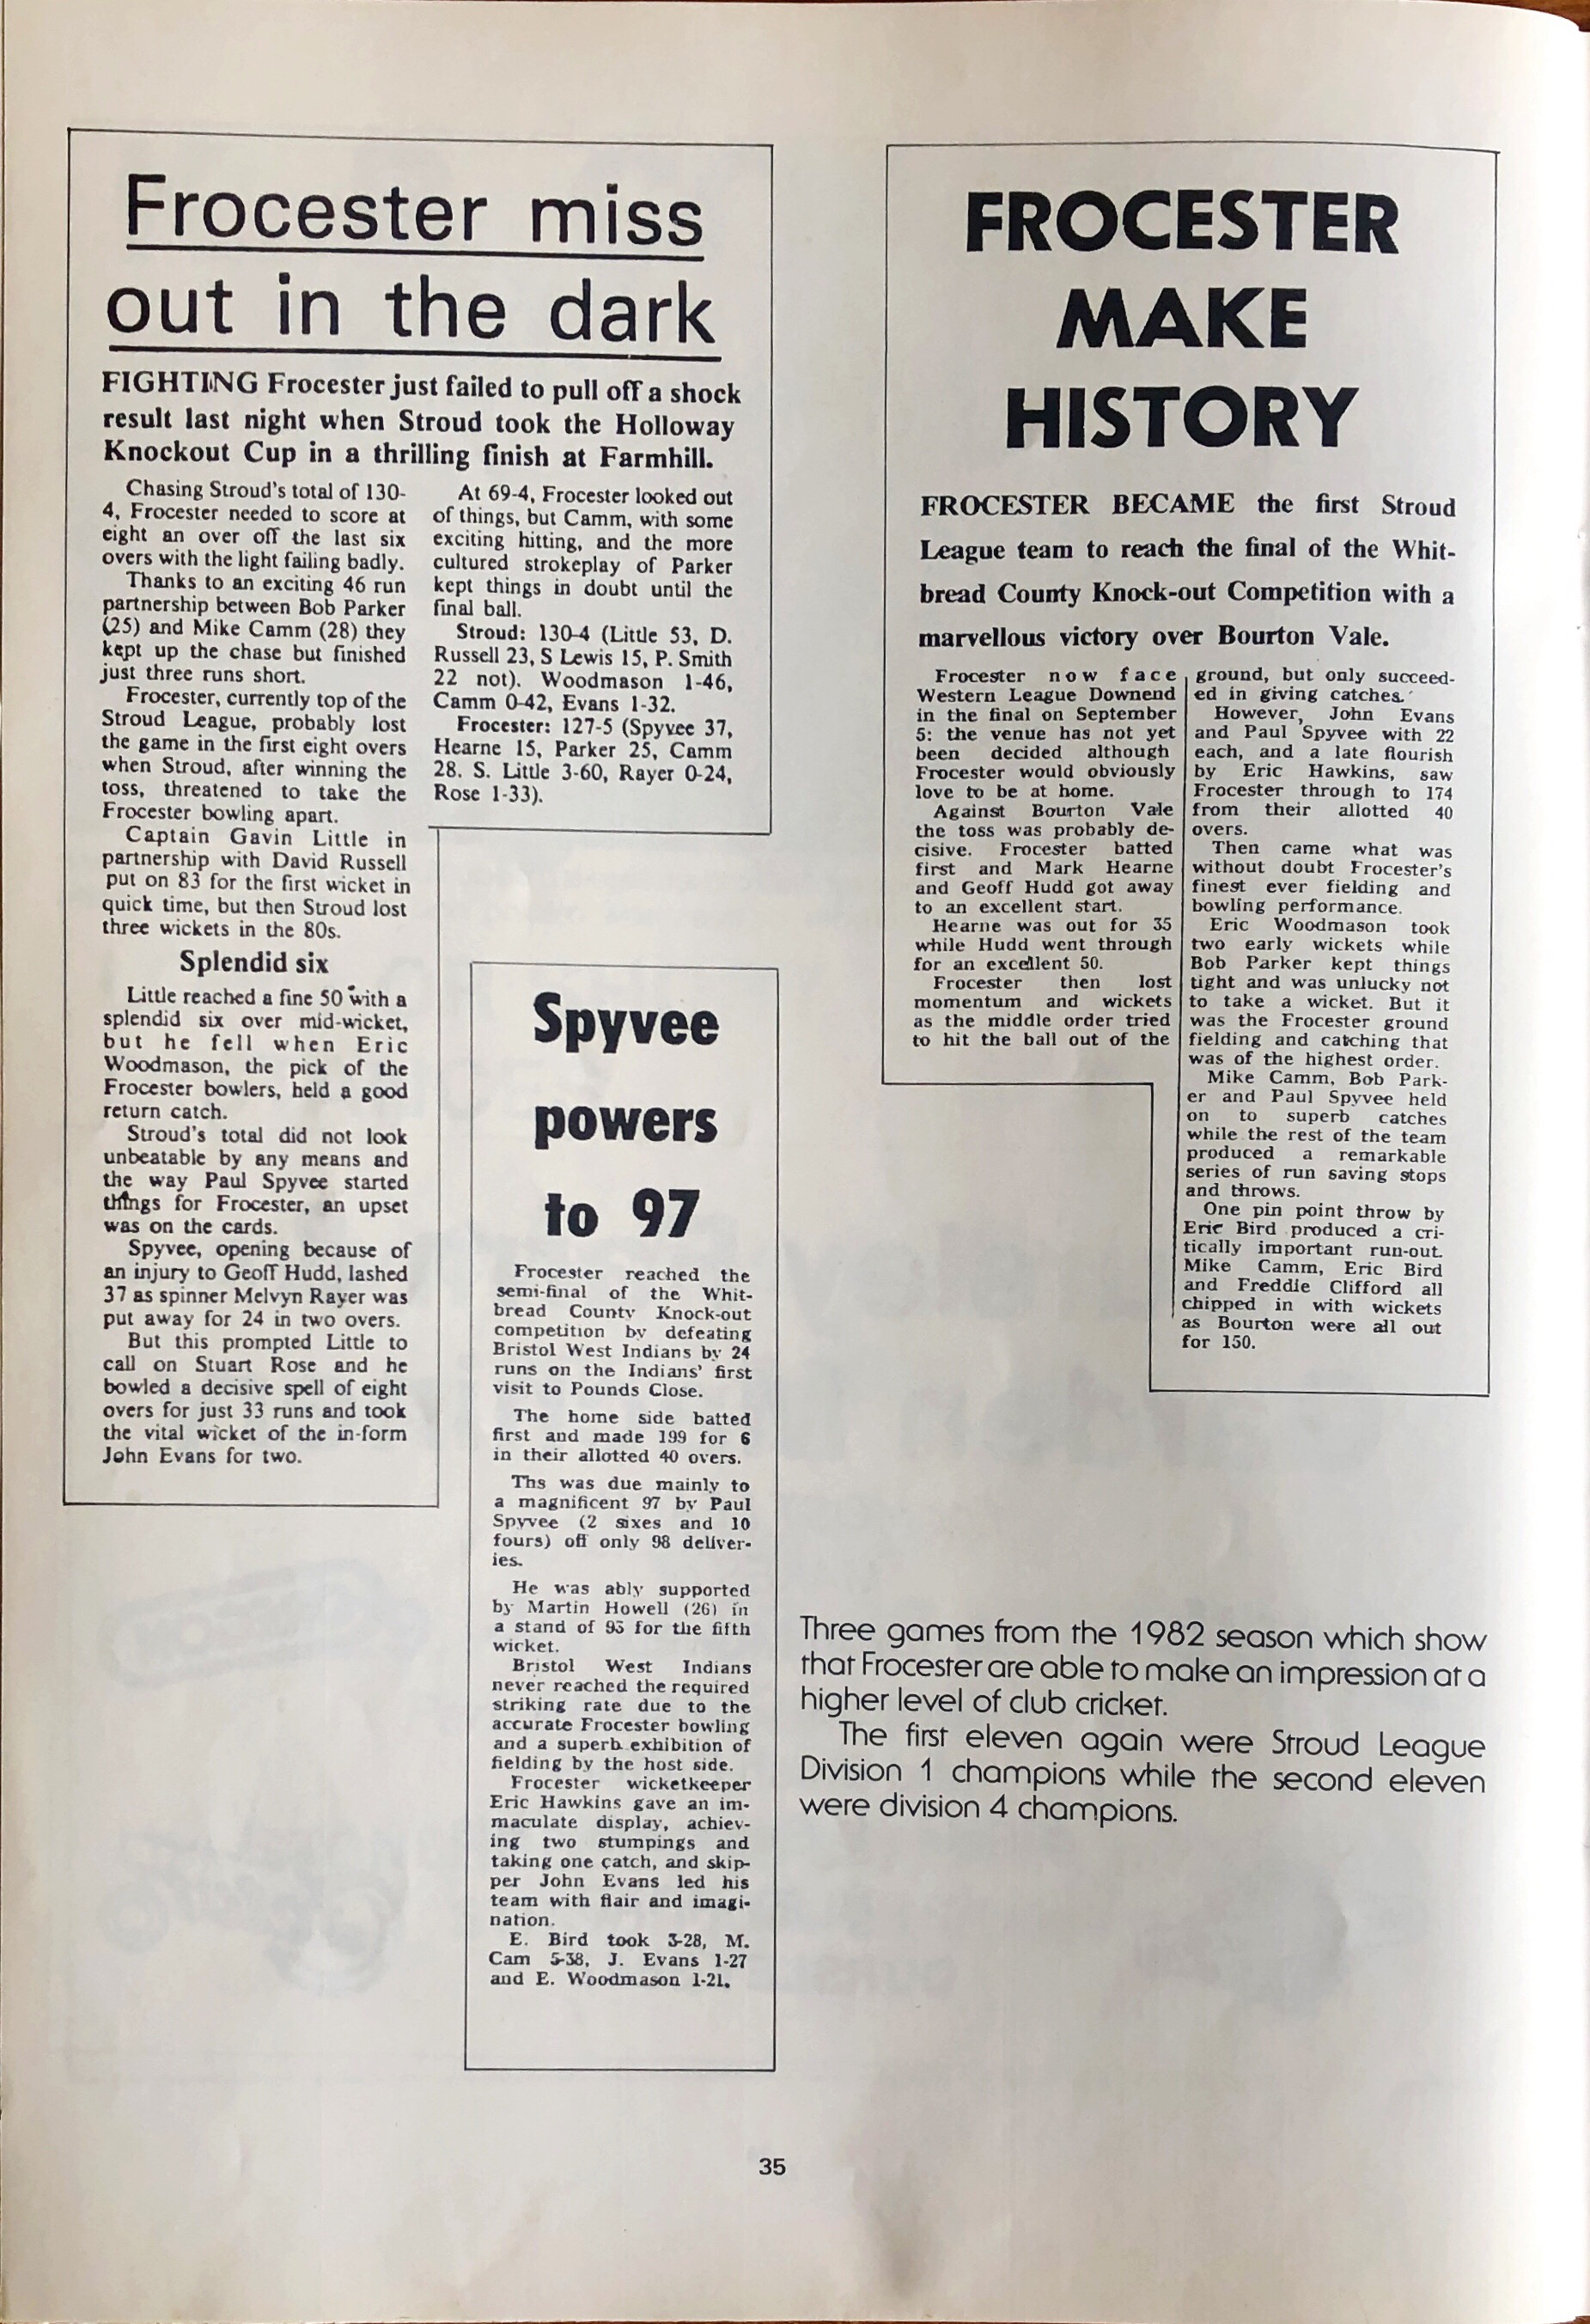 Frocester miss
out in the dark
FIGHTING Frocester just failed to pull off a shock
result last night when Stroud took the Holloway
Knockout Cup in a thrilling finish at Farmhill.
Chasing Stroud's total of 130-
4, Frocester needed to score at
eight an over off the last six
overs with the light failing badly.
Thanks to an exciting 46 run
partnership between Bob Parker
(25) and Mike Camm (28) they
kept up the chase but finished
just three runs short.
Frocester, currently top of the
Stroud League, probably lost
the game in the first eight overs
when Stroud, after winning the
toss, threatened to take the
Frocester bowling apart.
Captain Gavin Little in
partnership with David Russell
put on 83 for the first wicket in
quick time, but then Stroud lost
three wickets in the 80s.
Splendid six
Little reached a fine 50 with a
splendid six over mid-wicket,
but he fell when Eric
Woodmason, the pick of the
Frocester bowlers, held a good
return catch.
Stroud's total did not look
unbeatable by any means and
the way Paul Spyvee started
things for Frocester, an upset
was on the cards.
Spyvee, opening because of
an injury to Geoff Hudd, lashed
37 as spinner Melvyn Rayer was
put away for 24 in two overs.
But this prompted Little to
call on Stuart Rose and he
bowled a decisive spell of eight
overs for just 33 runs and took
the vital wicket of the in-form
John Evans for two.
At 69-4, Frocester looked out
of things, but Camm, with some
exciting hitting, and the more
cultured strokeplay of Parker
kept things in doubt until the
final ball.
Stroud: 130-4 (Little 53, D.
Russell 23, S Lewis 15, P. Smith
22 not). Woodmason 1-46,
Camm 0-42, Evans 1-32.
Frocester: 127-5 (Spyvee 37,
Hearne 15, Parker 25, Camm
28. S. Little 3-60, Rayer 0-24,
Rose 1-33).
Spyvee
powers
to 97
Frocester reached the
semi-final of the Whit-
bread County Knock-out
competition by defeating
Bristol West Indians by 24
runs on the Indians' first
visit to Pounds Close.
The home side batted
first and made 199 for 6
in their allotted 40 overs.
Ths was due mainly to
a magnificent 97 by Paul
Spyvee (2 sixes and 10
fours) off only 98 deliver-
ies.
He was ably supported
by Martin Howell (26) in
a stand of 93 for the fifth
wicket.
Bristol West Indians
never reached the required
striking rate due to the
accurate Frocester bowling
and a superb exhibition of
fielding by the host side.
Frocester wicketkeeper
Eric Hawkins gave an im-
maculate display, achiev-
ing two stumpings and
taking one catch, and skip-
per John Evans led his
team with flair and imagi-
nation.
E. Bird took 3-28, M.
Cam 5-38, J. Evans 1-27
and E. Woodmason 1-21.
FROCESTER
MAKE
HISTORY
FROCESTER BECAME the first Stroud
League team to reach the final of the Whit-
bread County Knock-out Competition with a
marvellous victory over Bourton Vale.
Frocester now face
Western League Downend
in the final on September
5: the venue has not yet
been decided although
Frocester would obviously
love to be at home.
Against Bourton Vale
the toss was probably de-
cisive. Frocester batted
first and Mark Hearne
and Geoff Hudd got away
to an excellent start.
Hearne was out for 35
while Hudd went through
for an excellent 50.
Frocester then lost
momentum and wickets
as the middle order tried
to hit the ball out of the
ground, but only succeed-
ed in giving catches.
However, John Evans
and Paul Spyvee with 22
each, and a late flourish
by Eric Hawkins, saw
Frocester through to 174
from their allotted 40
overs.
Then came what was
without doubt Frocester's
finest ever fielding and
bowling performance.
Eric Woodmason took
two early wickets while
Bob Parker kept things
tight and was unlucky not
to take a wicket. But it
was the Frocester ground
fielding and catching that
was of the highest order.
Mike Camm, Bob Park-
er and Paul Spyvee held
on to superb catches
while the rest of the team
produced a remarkable
series of run saving stops
and throws.
One pin point throw by
Eric Bird produced a cri-
tically important run-out.
Mike Camm, Eric Bird
and Freddie Clifford all
chipped in with wickets
as Bourton were all out
for 150.
Three games from the 1982 season which show
that Frocester are able to make an impression at a
higher level of club cricket.
The first eleven again were Stroud League
Division 1 champions while the second eleven
were division 4 champions.
35